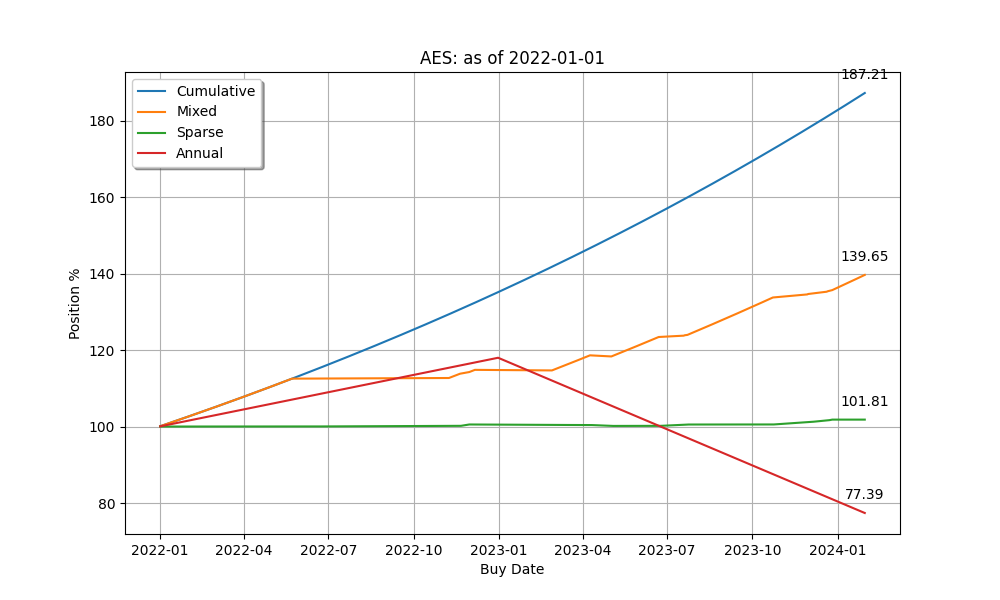 AES: as of 2022-01-01
187.21
Cumulative
Mixed
Sparse
Annual
180
160
139.65
140
Position %
120
101.81
100
77.39
80
2022-01 2022-04 2022-07 2022-10 2023-01 2023-04 2023-07 2023-10 2024-01
Buy Date